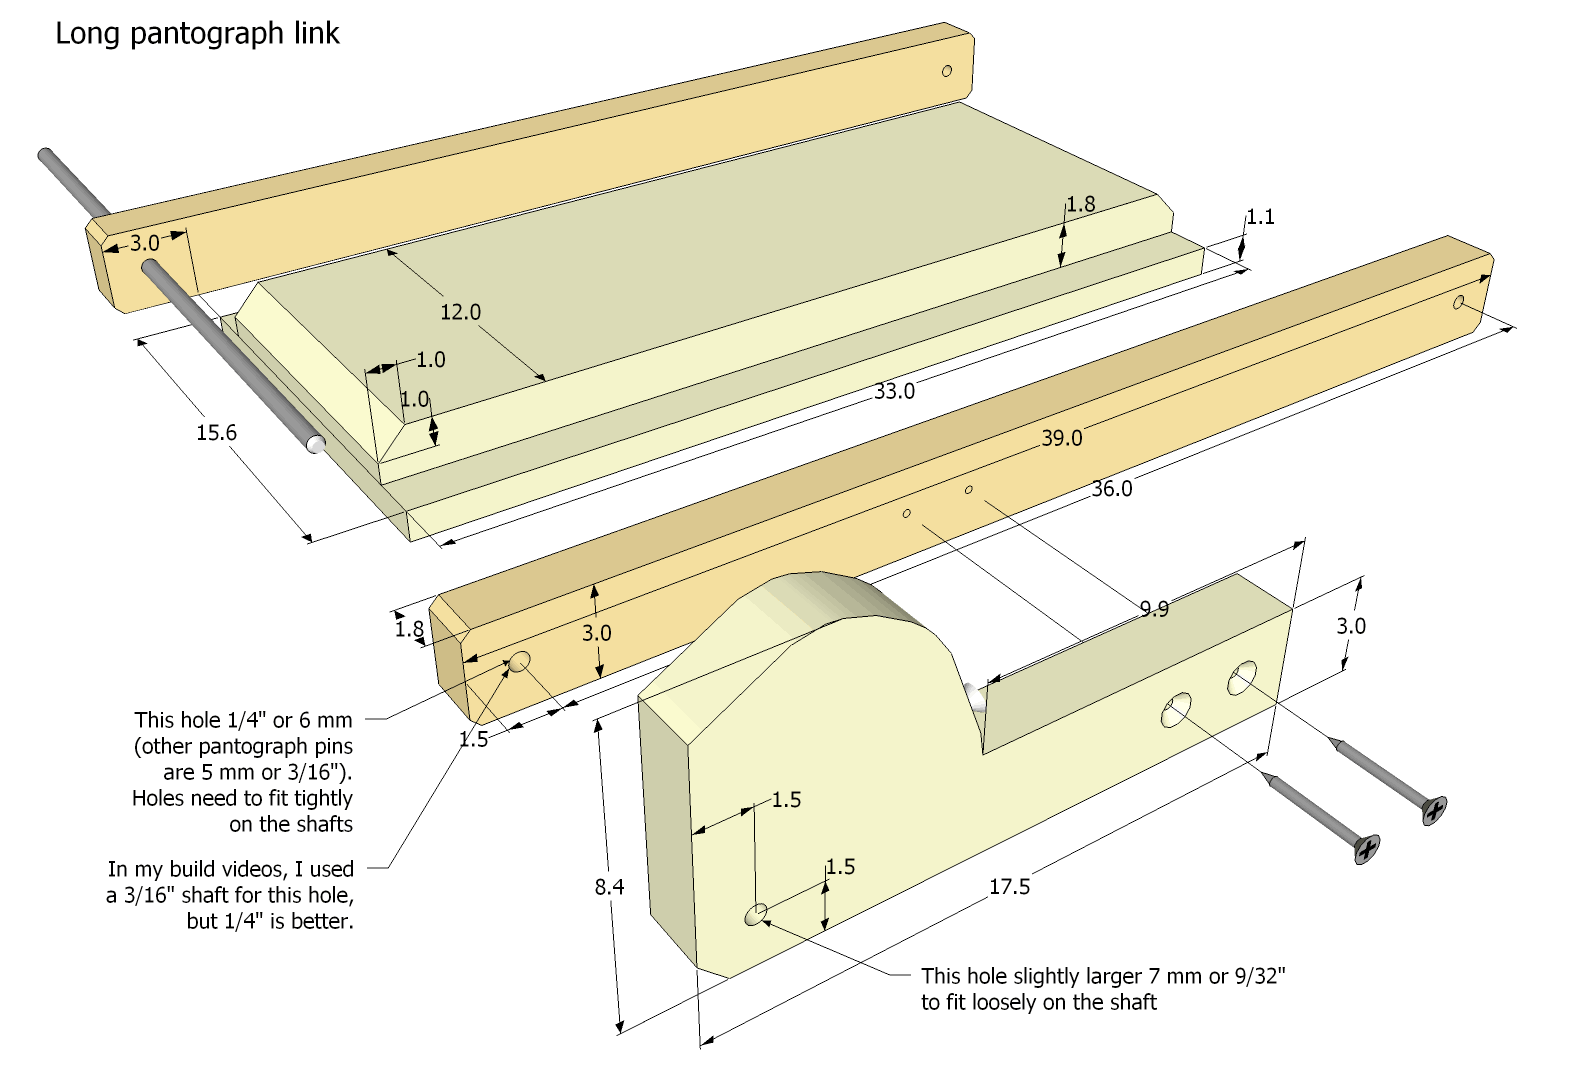 Long pantograph link
3.0
1.8
1.1
12.0
1.0
1.0
33.0
15.6
39.0
36.0
9.9
3.0
1.8
3.0
This hole 1/4" or 6 mm
(other pantograph pins
are 5 mm or 3/16").
Holes need to fit tightly
on the shafts
1.5
In my build videos, I used
a 3/16" shaft for this hole,
but 1/4" is better.
1.5
1.5
8.4
17.5
This hole slightly larger 7 mm or 9/32"
to fit loosely on the shaft